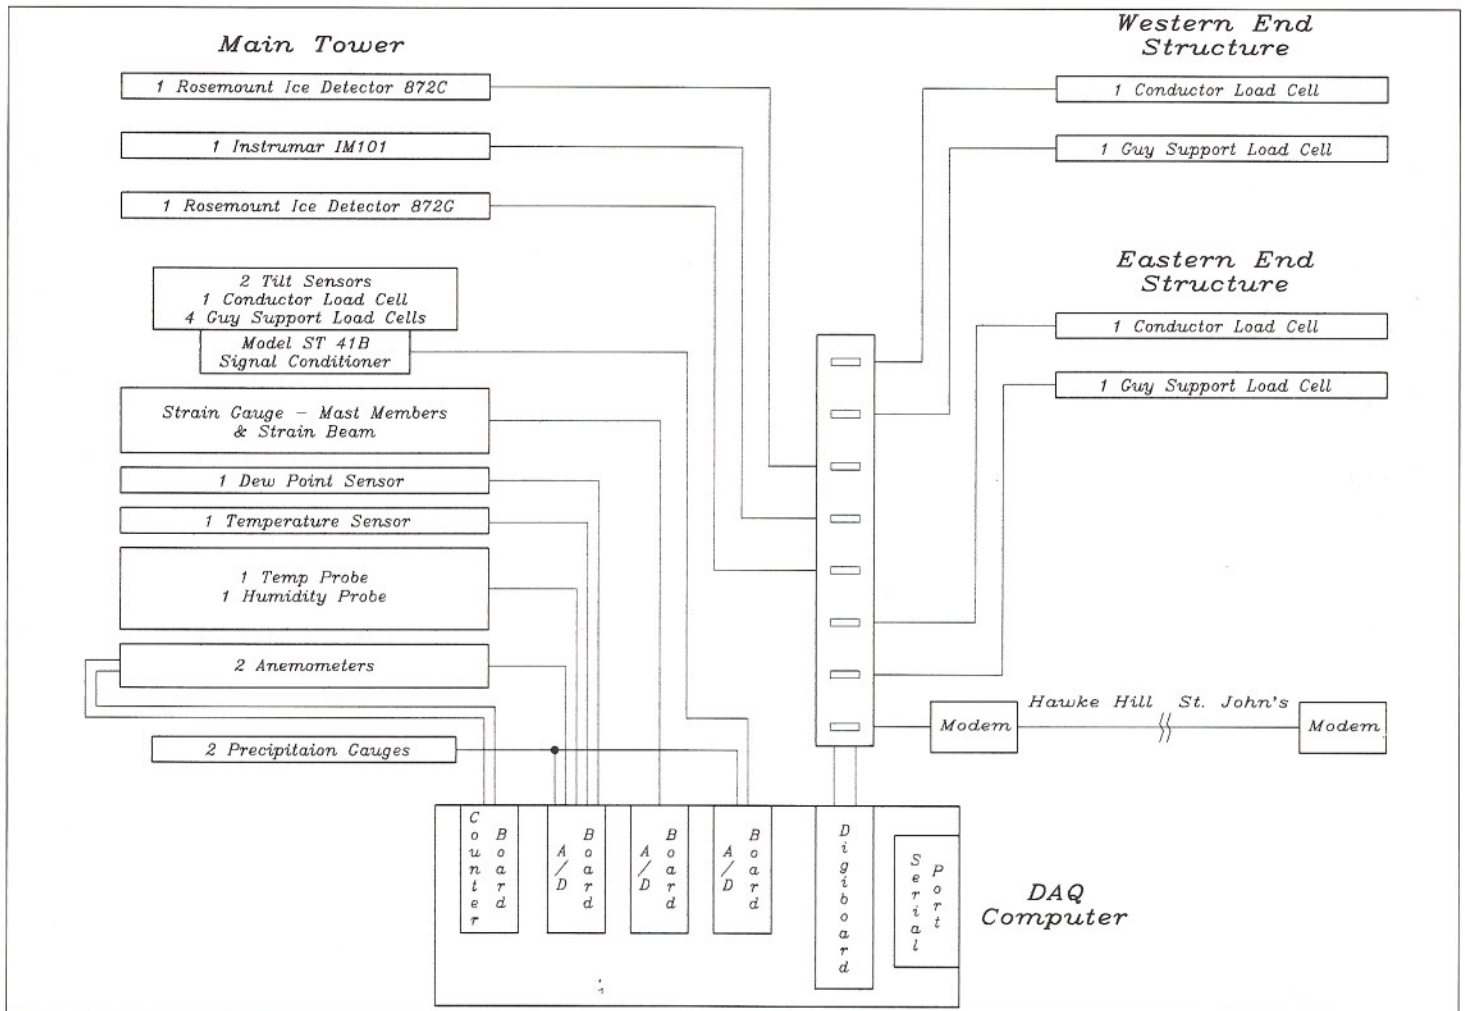 Main Tower
1 Rosemount Ice Detector 872C
1 Instrumar IM101
1 Rosemount Ice Detector 872G
2 Tilt Sensors
1 Conductor Load Cell
4 Guy Support Load Cells
Model ST 41B
Signal Conditioner
Strain Gauge – Mast Members
& Strain Beam
1 Dew Point Sensor
1 Temperature Sensor
1 Temp Probe
1 Humidity Probe
2 Anemometers
2 Precipitaion Gauges
Western End
Structure
1 Conductor Load Cell
1 Guy Support Load Cell
Eastern End
Structure
1 Conductor Load Cell
1 Guy Support Load Cell
Modem
Hawke Hill
St. John's
Modem
Counter
Board
A/D
Board
A/D
Board
A/D
Board
Digiboard
Serial
Port
DAQ
Computer